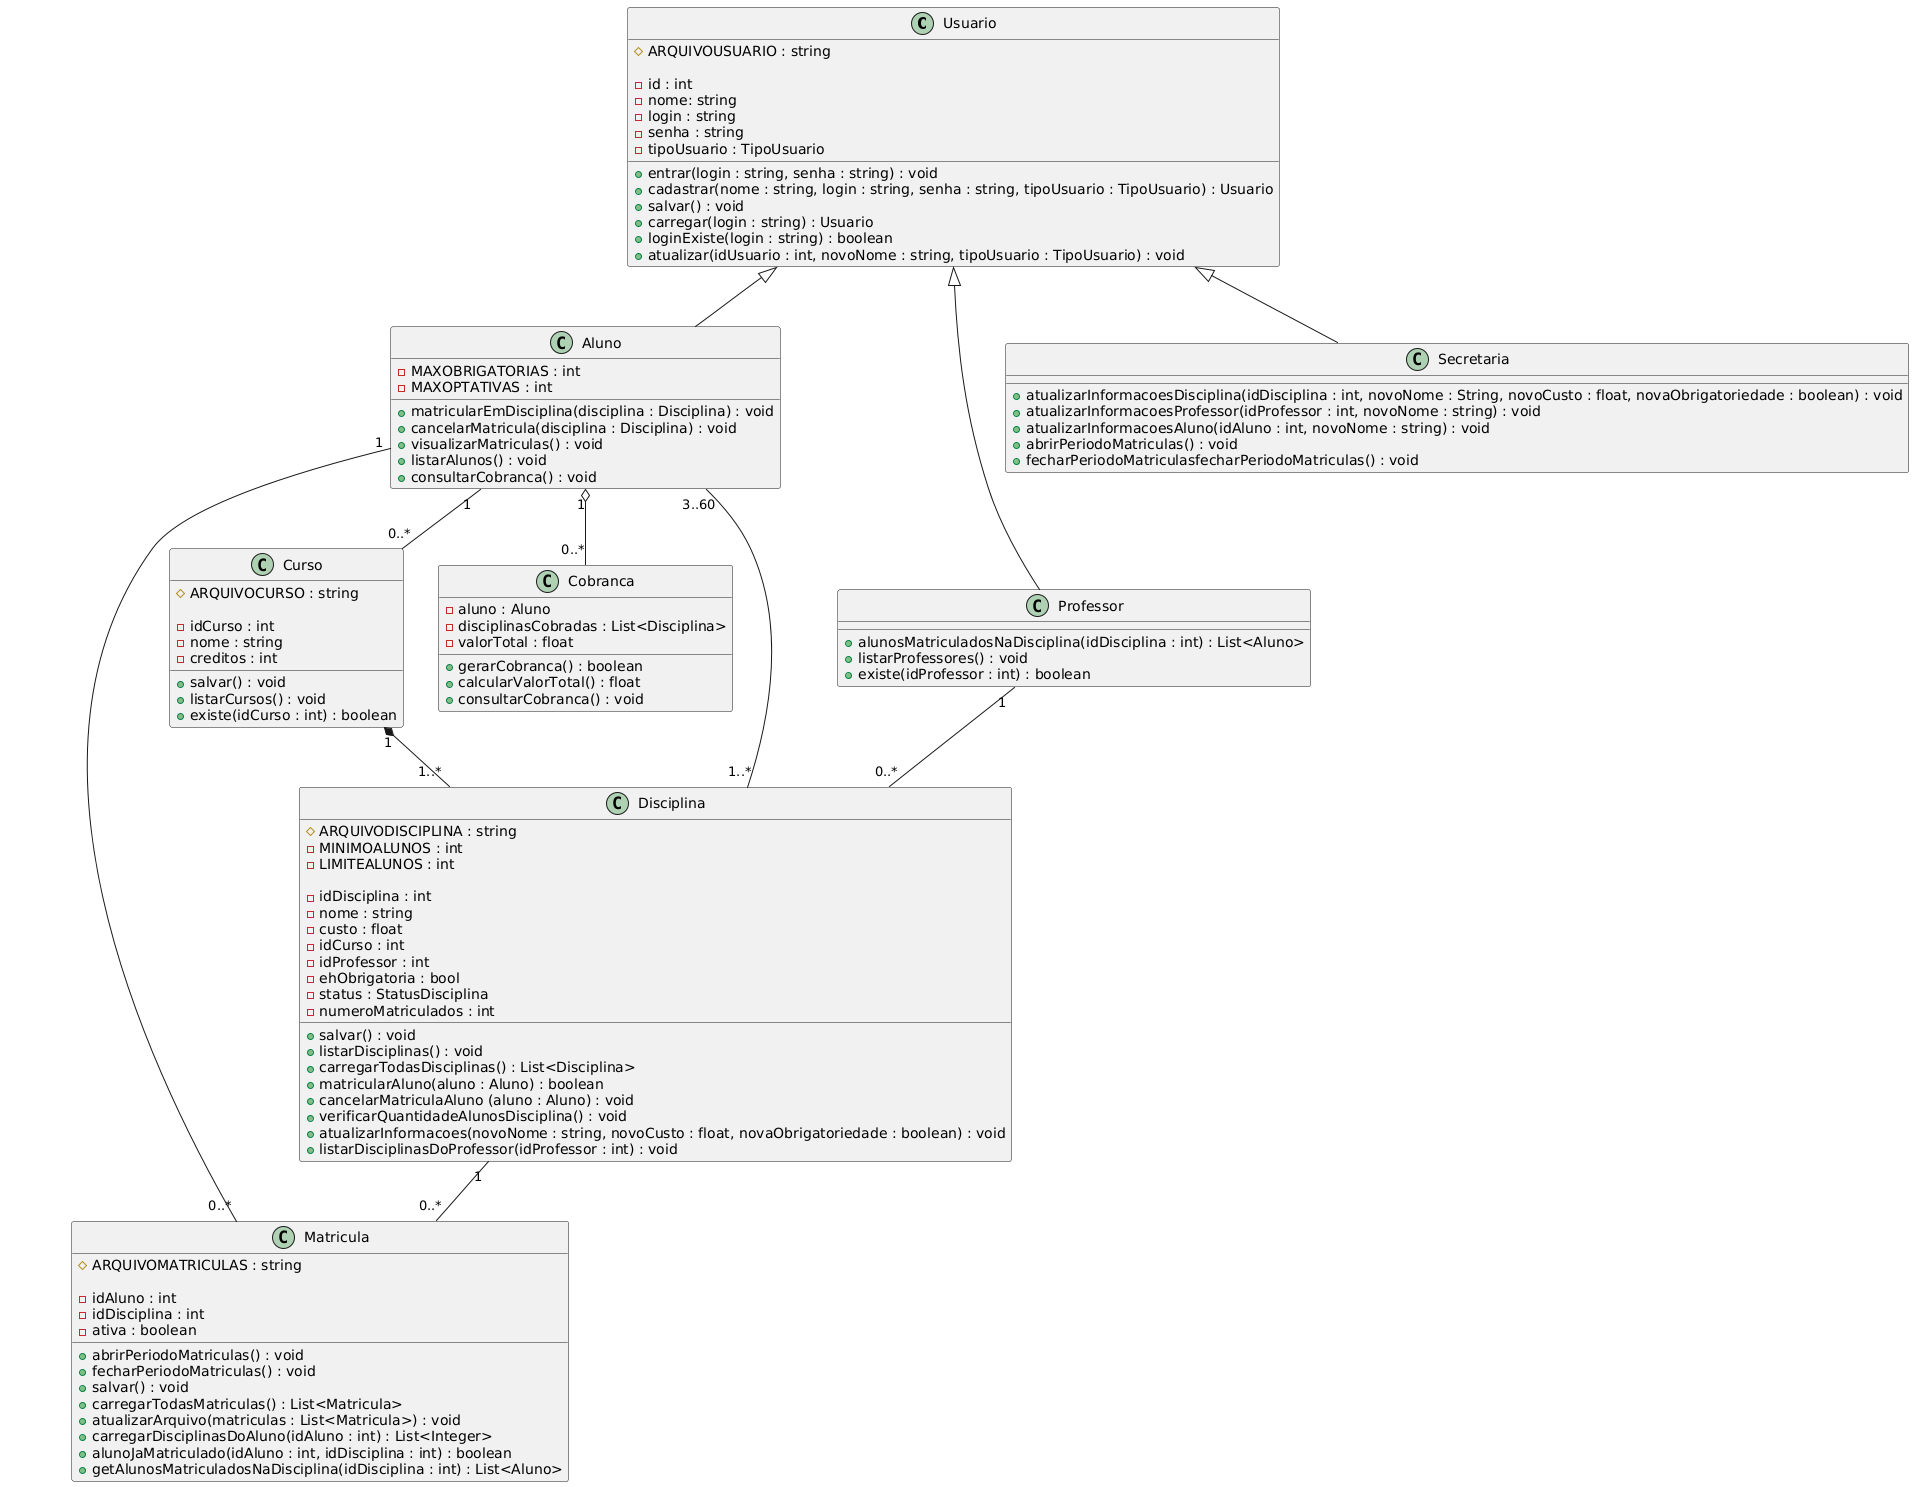 Usuario
ARQUIVOUSUARIO : string
id : int
nome: string
login : string
senha : string
tipoUsuario : TipoUsuario
entrar(login : string, senha : string) : void
cadastrar(nome : string, login : string, senha : string, tipoUsuario : TipoUsuario) : Usuario
salvar() : void
carregar(login : string) : Usuario
loginExiste(login : string) : boolean
atualizar(idUsuario : int, novoNome : string, tipoUsuario : TipoUsuario) : void
Aluno
MAXOBRIGATORIAS : int
MAXOPTATIVAS : int
matricularEmDisciplina(disciplina : Disciplina) : void
cancelarMatricula(disciplina : Disciplina) : void
visualizarMatriculas() : void
listarAlunos() : void
consultarCobranca() : void
Secretaria
atualizarInformacoesDisciplina(idDisciplina : int, novoNome : String, novoCusto : float, novaObrigatoriedade : boolean) : void
atualizarInformacoesProfessor(idProfessor : int, novoNome : string) : void
atualizarInformacoesAluno(idAluno : int, novoNome : string) : void
abrirPeriodoMatriculas() : void
fecharPeriodoMatriculasfecharPeriodoMatriculas() : void
1
1
1
3..60
0..*
0..*
Curso
ARQUIVOCURSO : string
idCurso : int
nome : string
creditos : int
salvar() : void
listarCursos() : void
existe(idCurso : int) : boolean
Cobranca
aluno : Aluno
disciplinasCobradas : List<Disciplina>
valorTotal : float
gerarCobranca() : boolean
calcularValorTotal() : float
consultarCobranca() : void
Professor
alunosMatriculadosNaDisciplina(idDisciplina : int) : List<Aluno>
listarProfessores() : void
existe(idProfessor : int) : boolean
1
1
1..*
1..*
0..*
Disciplina
ARQUIVODISCIPLINA : string
MINIMOALUNOS : int
LIMITEALUNOS : int
idDisciplina : int
nome : string
custo : float
idCurso : int
idProfessor : int
ehObrigatoria : bool
status : StatusDisciplina
numeroMatriculados : int
salvar() : void
listarDisciplinas() : void
carregarTodasDisciplinas() : List<Disciplina>
matricularAluno(aluno : Aluno) : boolean
cancelarMatriculaAluno (aluno : Aluno) : void
verificarQuantidadeAlunosDisciplina() : void
atualizarInformacoes(novoNome : string, novoCusto : float, novaObrigatoriedade : boolean) : void
listarDisciplinasDoProfessor(idProfessor : int) : void
1
0..*
0..*
Matricula
ARQUIVOMATRICULAS : string
idAluno : int
idDisciplina : int
ativa : boolean
abrirPeriodoMatriculas() : void
fecharPeriodoMatriculas() : void
salvar() : void
carregarTodasMatriculas() : List<Matricula>
atualizarArquivo(matriculas : List<Matricula>) : void
carregarDisciplinasDoAluno(idAluno : int) : List<Integer>
alunoJaMatriculado(idAluno : int, idDisciplina : int) : boolean
getAlunosMatriculadosNaDisciplina(idDisciplina : int) : List<Aluno>